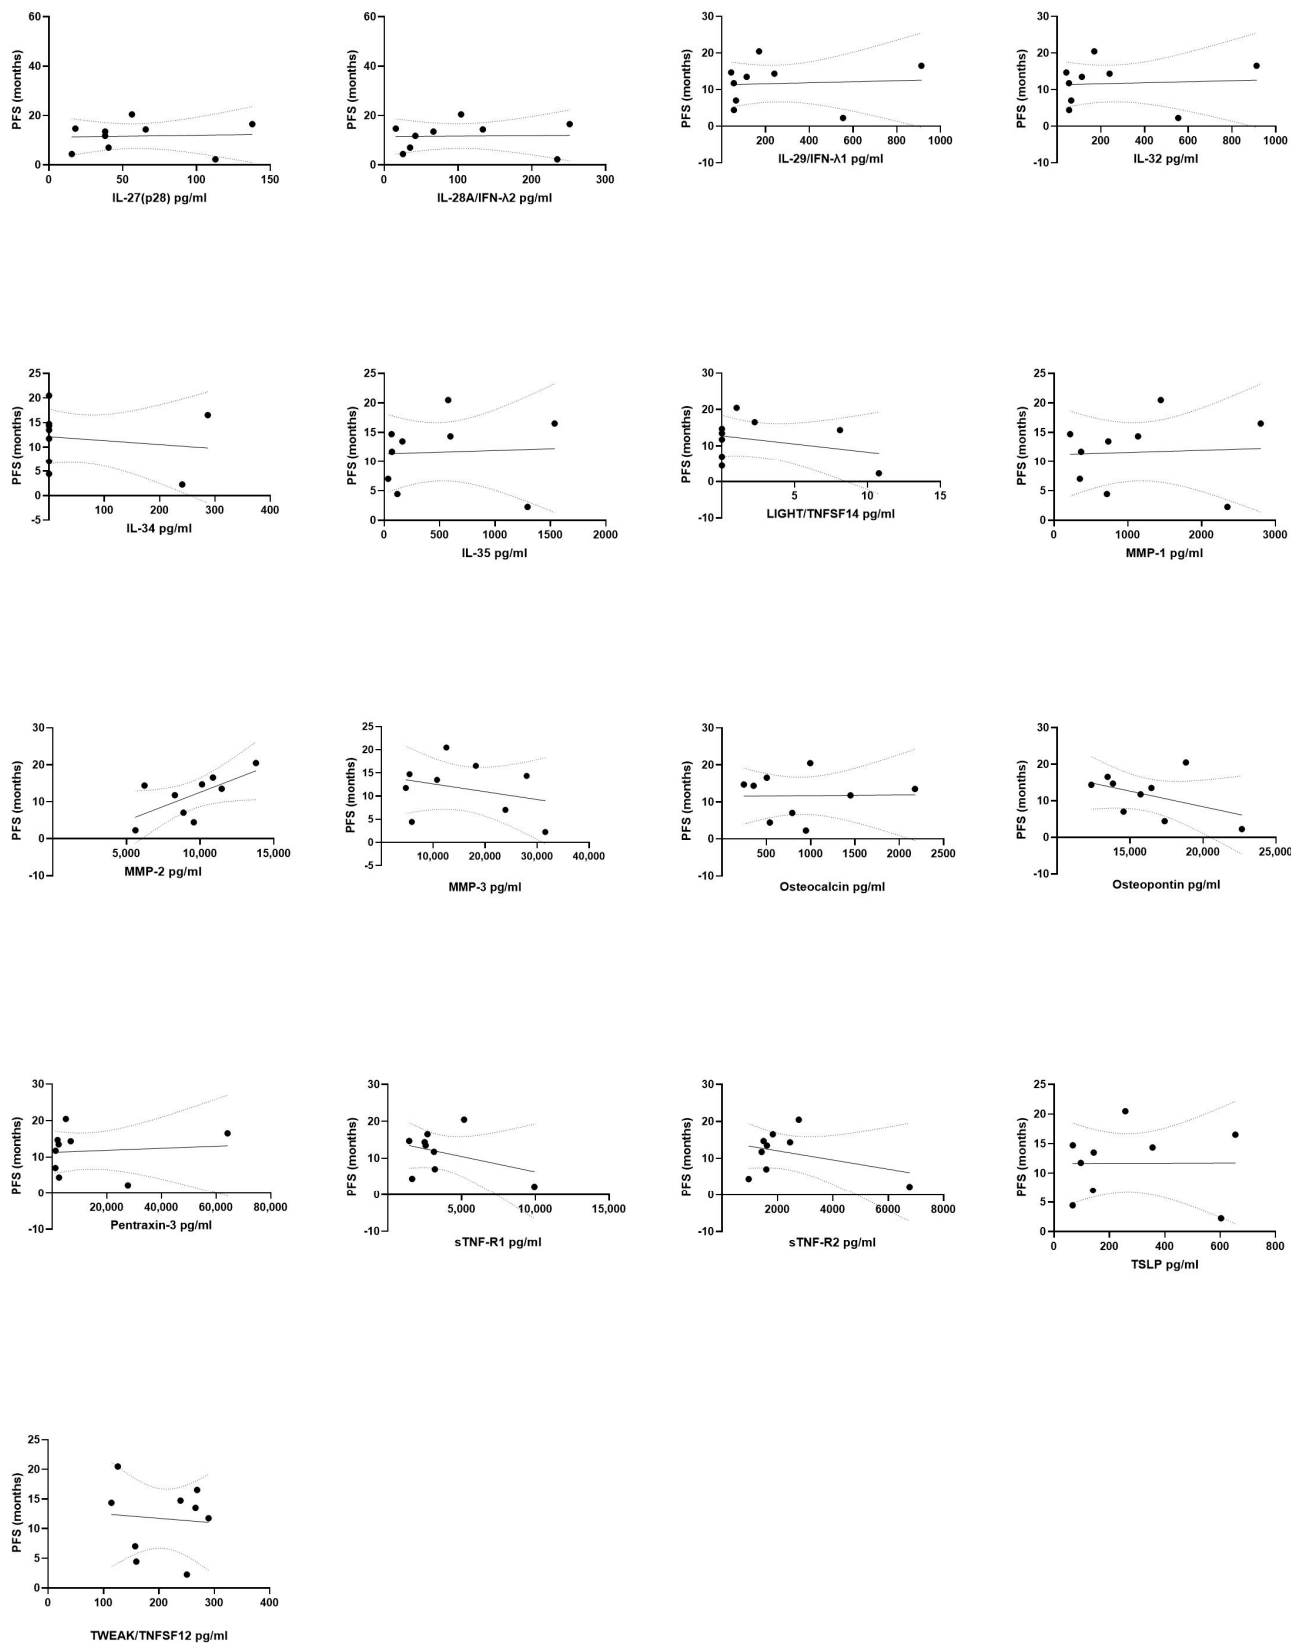 PFS (months)
60
40
20
0
0 50 100 150
IL-27(p28) pg/ml
PFS (months)
60
40
20
0
0 100 200 300
IL-28A/IFN-λ2 pg/ml
PFS (months)
30
20
10
0
-10
200 400 600 800 1000
IL-29/IFN-λ1 pg/ml
PFS (months)
30
20
10
0
-10
200 400 600 800 1000
IL-32 pg/ml
PFS (months)
25
20
15
10
5
0
-5
100 200 300 400
IL-34 pg/ml
PFS (months)
25
20
15
10
5
0
0 500 1000 1500 2000
IL-35 pg/ml
PFS (months)
30
20
10
0
-10
5 10 15
LIGHT/TNFSF14 pg/ml
PFS (months)
25
20
15
10
5
0
0 1000 2000 3000
MMP-1 pg/ml
PFS (months)
30
20
10
0
-10
5,000 10,000 15,000
MMP-2 pg/ml
PFS (months)
25
20
15
10
5
0
-5
10,000 20,000 30,000 40,000
MMP-3 pg/ml
PFS (months)
30
20
10
0
-10
500 1000 1500 2000 2500
Osteocalcin pg/ml
PFS (months)
30
20
10
0
-10
15,000 20,000 25,000
Osteopontin pg/ml
PFS (months)
30
20
10
0
-10
20,000 40,000 60,000 80,000
Pentraxin-3 pg/ml
PFS (months)
30
20
10
0
-10
5,000 10,000 15,000
sTNF-R1 pg/ml
PFS (months)
30
20
10
0
-10
2000 4000 6000 8000
sTNF-R2 pg/ml
PFS (months)
25
20
15
10
5
0
0 200 400 600 800
TSLP pg/ml
PFS (months)
25
20
15
10
5
0
0 100 200 300 400
TWEAK/TNFSF12 pg/ml